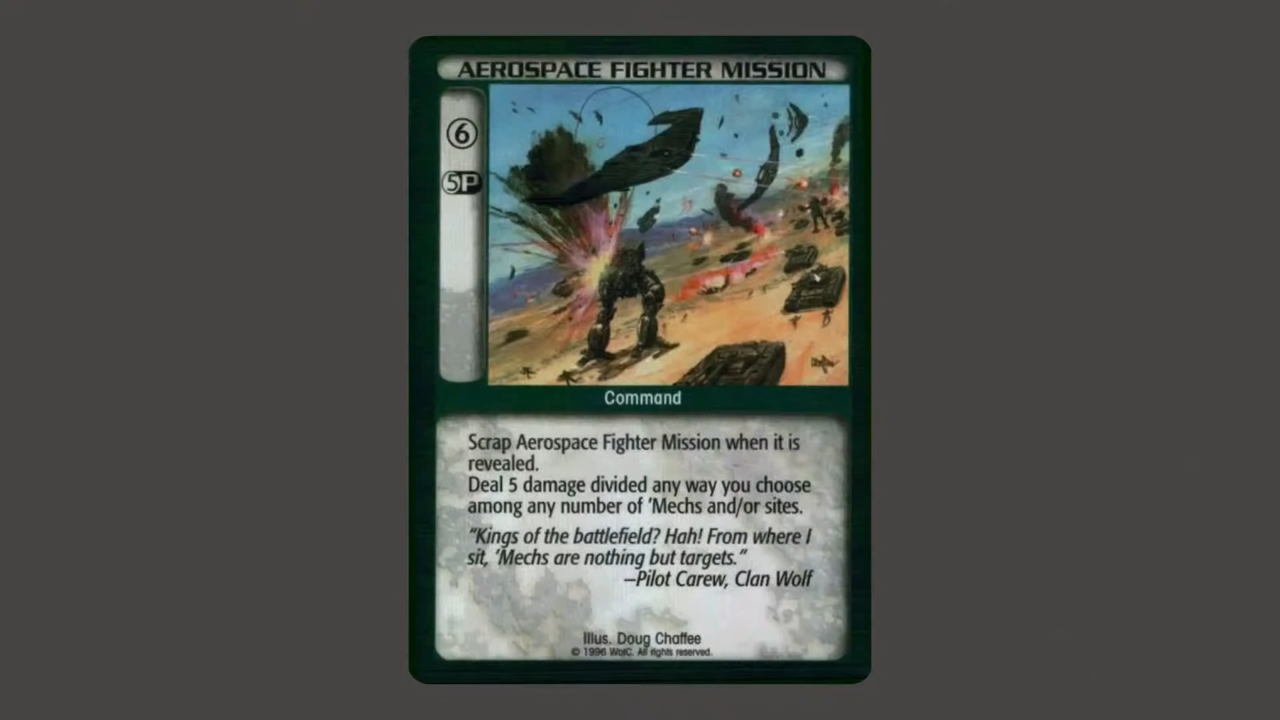 AEROSPACE FIGHTER MISSION
6
5P
Command
Scrap Aerospace Fighter Mission when it is
revealed.
Deal 5 damage divided any way you choose
among any number of 'Mechs and/or sites.
"Kings of the battlefield? Hah! From where I
sit, 'Mechs are nothing but targets."
–Pilot Carew, Clan Wolf
Illus. Doug Chaffee
© 1996 WotC. All rights reserved.